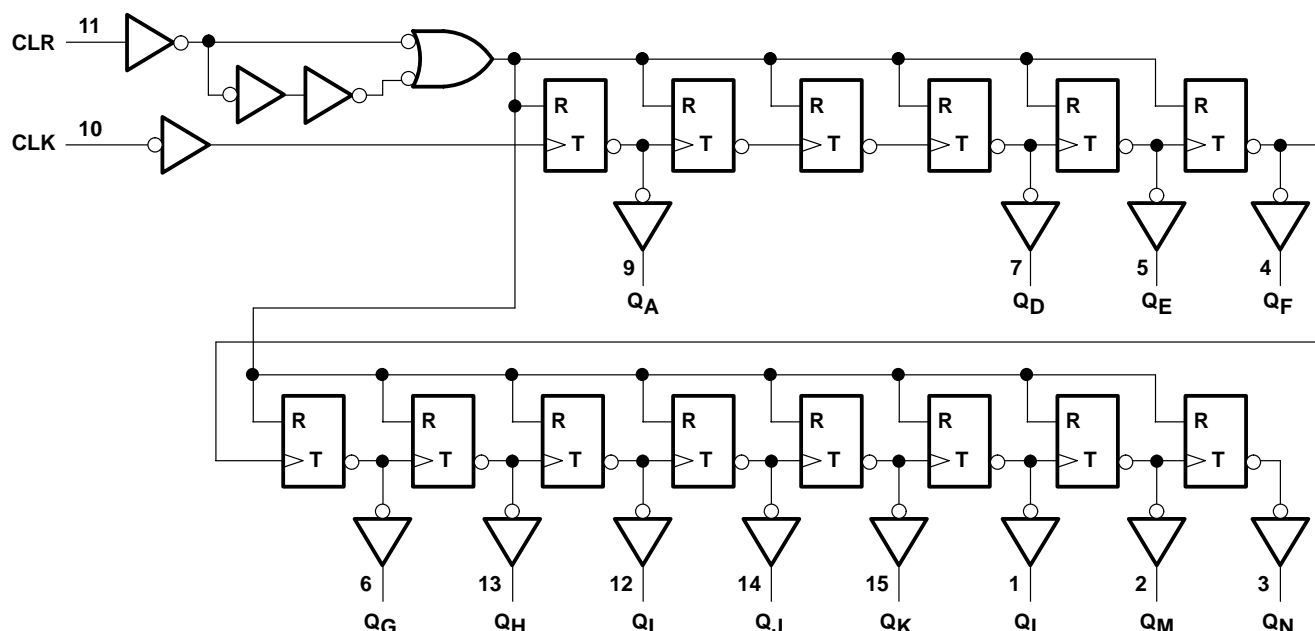 CLR 11
CLK 10
R R R R R R
T T T T T T
9 7 5 4
QA QD QE QF
R R R R R R R R
T T T T T T T T
6 13 12 14 15 1 2 3
QG QH QI QJ QK QL QM QN